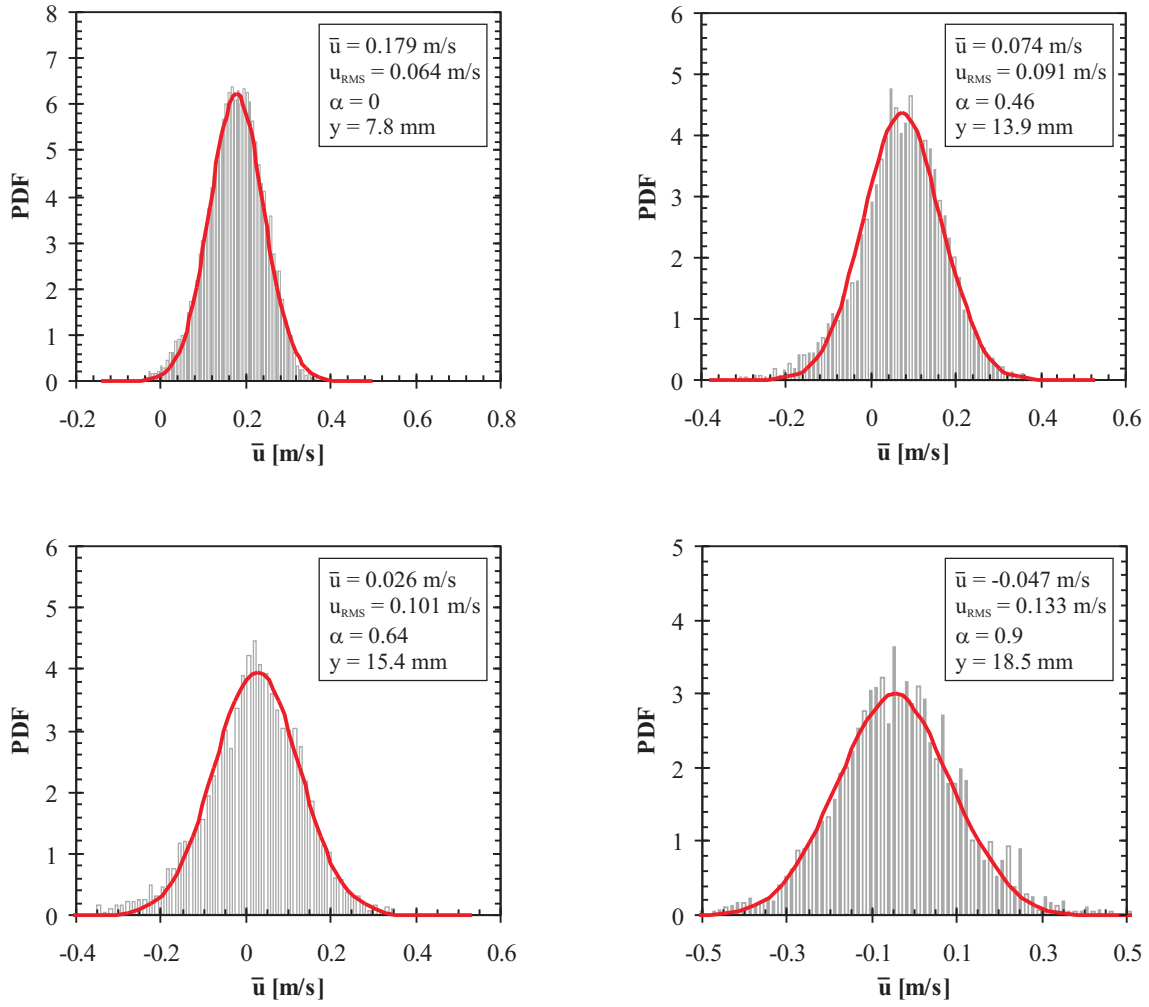 8
7
6
5
4
3
2
1
0
PDF
ū = 0.179 m/s
u_RMS = 0.064 m/s
α = 0
y = 7.8 mm
-0.2 0 0.2 0.4 0.6 0.8
ū [m/s]
6
5
4
3
2
1
0
PDF
ū = 0.074 m/s
u_RMS = 0.091 m/s
α = 0.46
y = 13.9 mm
-0.4 -0.2 0 0.2 0.4 0.6
ū [m/s]
6
5
4
3
2
1
0
PDF
ū = 0.026 m/s
u_RMS = 0.101 m/s
α = 0.64
y = 15.4 mm
-0.4 -0.2 0 0.2 0.4 0.6
ū [m/s]
5
4
3
2
1
0
PDF
ū = -0.047 m/s
u_RMS = 0.133 m/s
α = 0.9
y = 18.5 mm
-0.5 -0.3 -0.1 0.1 0.3 0.5
ū [m/s]